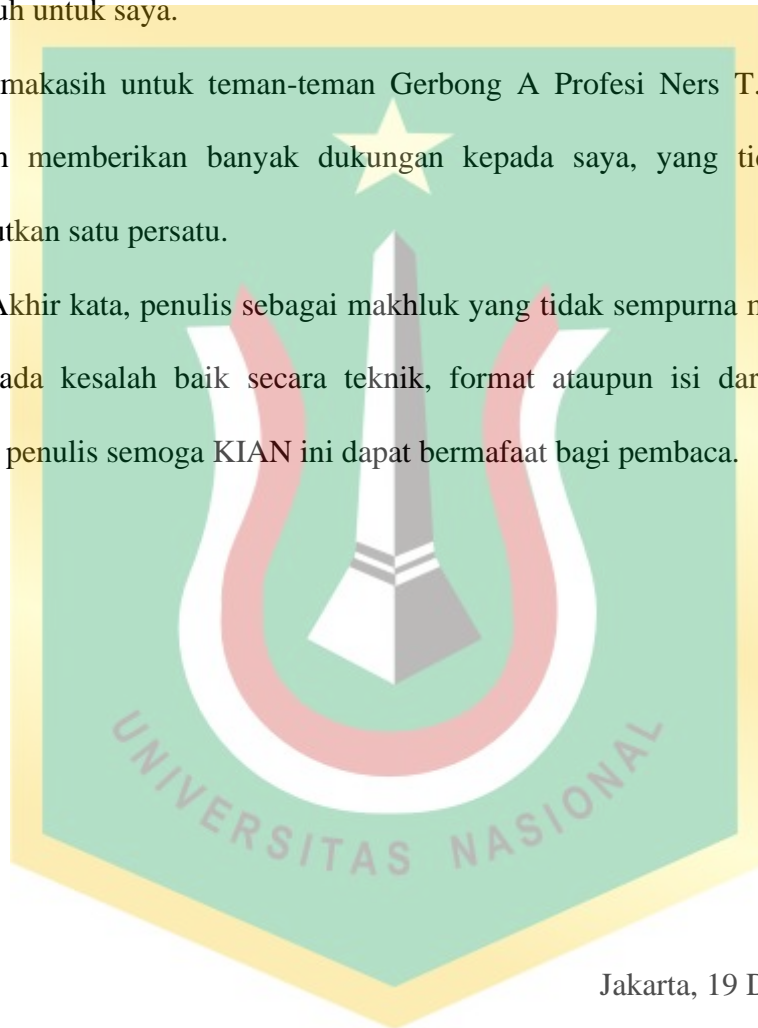 uh untuk saya.
makasih untuk teman-teman Gerbong A Profesi Ners T.
memberikan banyak dukungan kepada saya, yang
utkan satu persatu.
Akhir kata, penulis sebagai makhluk yang tidak sempurna
ada kesalah baik secara teknik, format ataupun isi
penulis semoga KIAN ini dapat bermafaat bagi pembaca.
UNIVERSITAS NASIONAL
Jakarta, 19 D